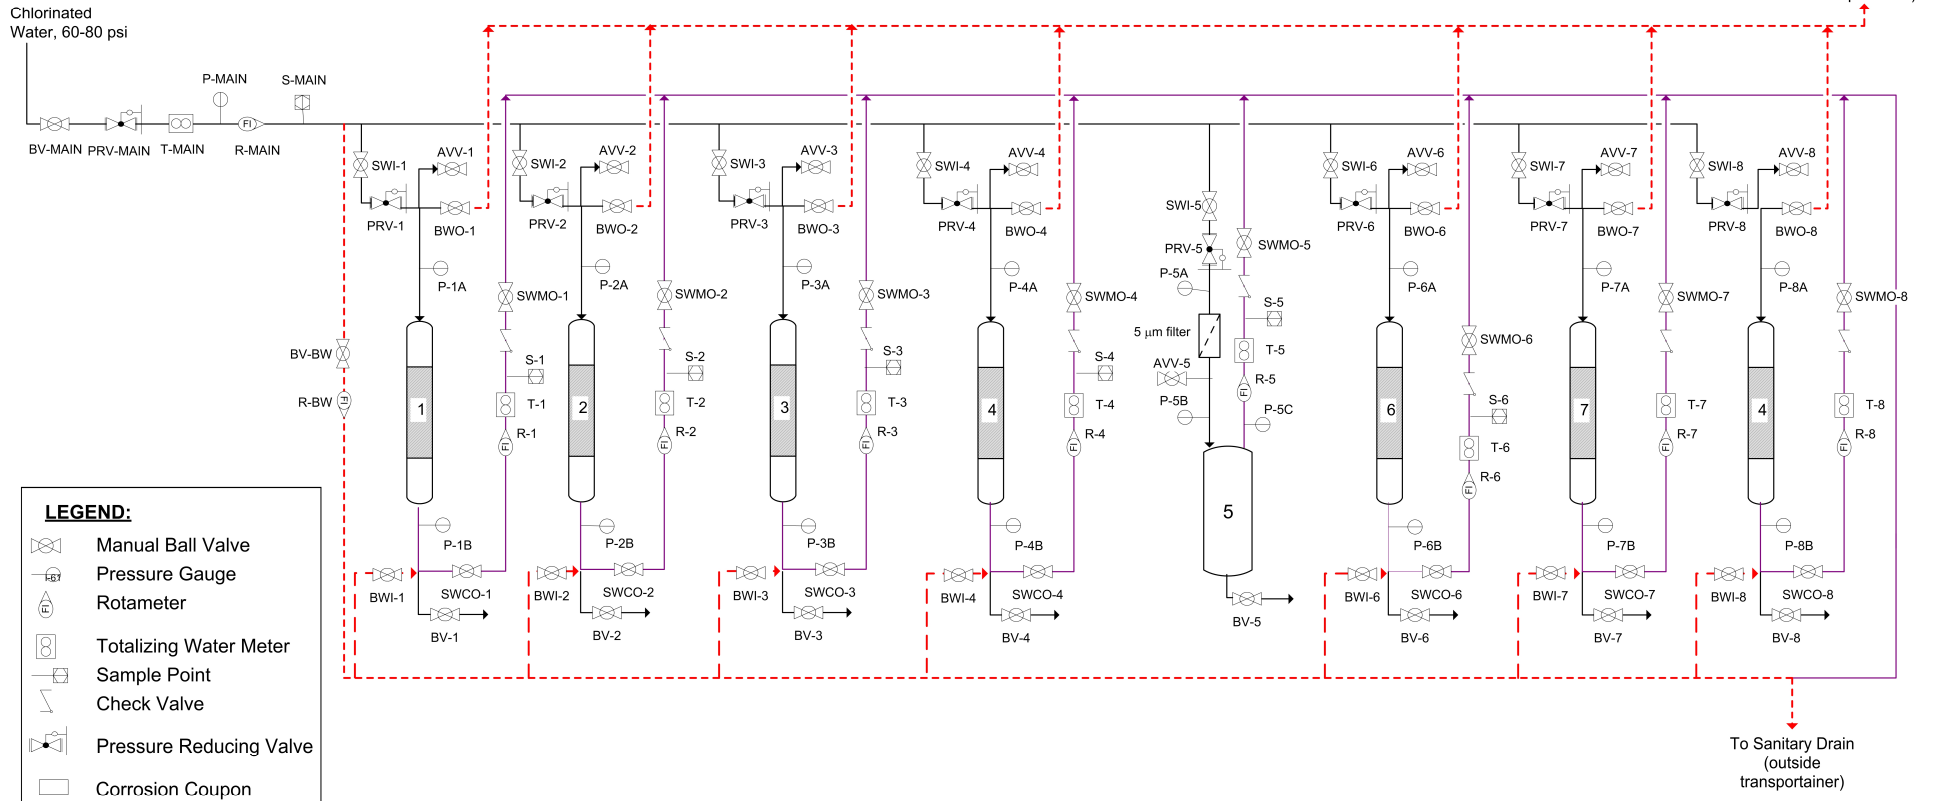 Chlorinated
Water, 60-80 psi
P-MAIN
S-MAIN
FI
BV-MAIN
PRV-MAIN
T-MAIN
R-MAIN
SWI-1
AVV-1
SWI-2
AVV-2
SWI-3
AVV-3
SWI-4
AVV-4
SWI-6
AVV-6
SWI-7
AVV-7
SWI-8
AVV-8
PRV-1
BWO-1
PRV-2
BWO-2
PRV-3
BWO-3
PRV-4
BWO-4
SWI-5
PRV-5
SWMO-5
PRV-6
BWO-6
PRV-7
BWO-7
PRV-8
BWO-8
P-1A
P-2A
P-3A
P-4A
P-5A
P-6A
P-7A
P-8A
SWMO-1
SWMO-2
SWMO-3
SWMO-4
S-5
SWMO-6
SWMO-7
SWMO-8
5 µm filter
BV-BW
S-1
S-2
S-3
S-4
AVV-5
T-5
R-5
FI
R-BW
FI
1
T-1
2
T-2
3
T-3
4
T-4
P-5B
P-5C
6
S-6
7
T-7
4
T-8
R-1
FI
R-2
FI
R-3
FI
R-4
FI
T-6
R-6
FI
R-7
FI
R-8
FI
5
P-1B
P-2B
P-3B
P-4B
P-6B
P-7B
P-8B
BWI-1
SWCO-1
BWI-2
SWCO-2
BWI-3
SWCO-3
BWI-4
SWCO-4
BWI-6
SWCO-6
BWI-7
SWCO-7
BWI-8
SWCO-8
BV-1
BV-2
BV-3
BV-4
BV-5
BV-6
BV-7
BV-8
LEGEND:
Manual Ball Valve
Pressure Gauge
FI
Rotameter
Totalizing Water Meter
Sample Point
Check Valve
Pressure Reducing Valve
Corrosion Coupon
To Sanitary Drain
(outside
transportainer)